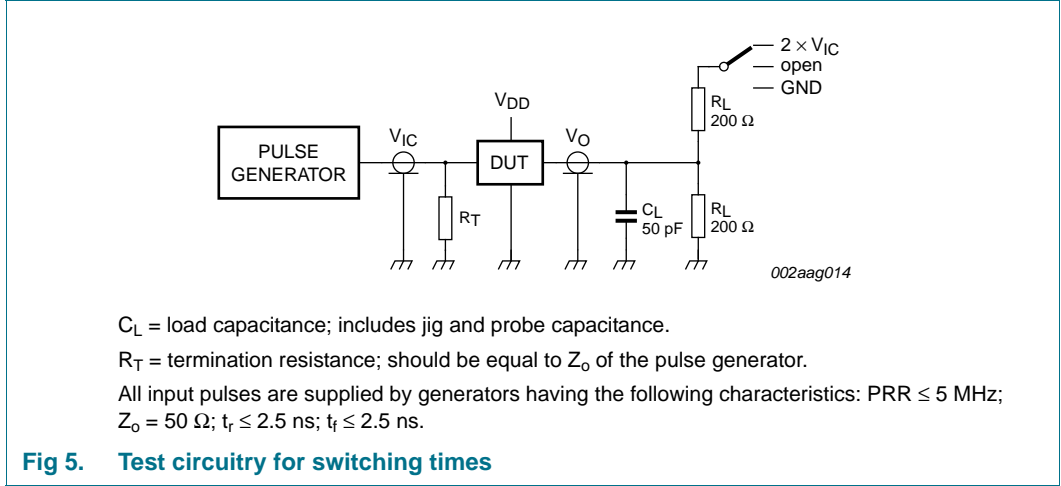 2 × VIC
open
GND
RL
200 Ω
VDD
VIC
VO
PULSE
GENERATOR
DUT
RT
CL
50 pF
RL
200 Ω
002aag014
CL = load capacitance; includes jig and probe capacitance.
RT = termination resistance; should be equal to Zo of the pulse generator.
All input pulses are supplied by generators having the following characteristics: PRR ≤ 5 MHz;
Zo = 50 Ω; tr ≤ 2.5 ns; tf ≤ 2.5 ns.
Fig 5. Test circuitry for switching times